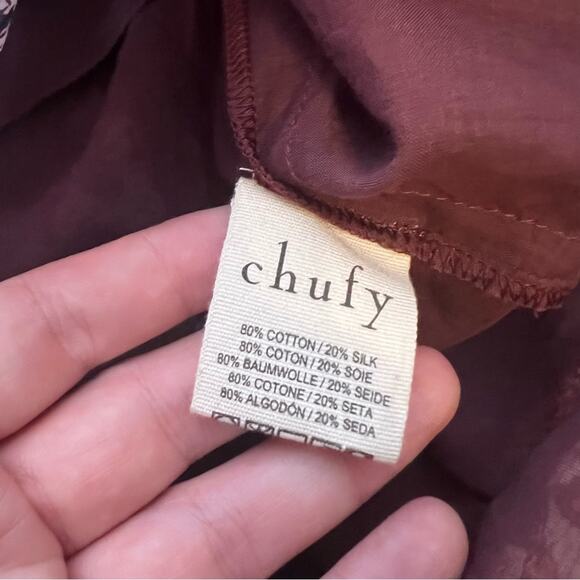 chufy
80% COTTON / 20% SILK
80% COTON / 20% SOIE
80% BAUMWOLLE / 20% SEIDE
80% COTONE / 20% SETA
80% ALGODÓN / 20% SEDA